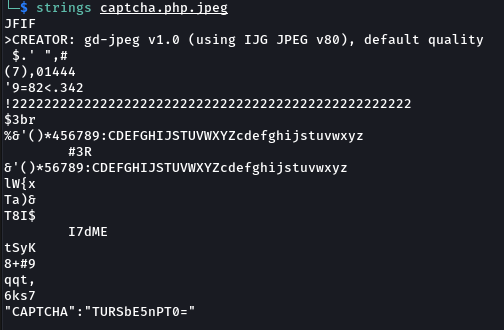 └─$ strings captcha.php.jpeg
JFIF
>CREATOR: gd-jpeg v1.0 (using IJG JPEG v80), default quality
$.' ",#
(7),01444
'9=82<.342
!22222222222222222222222222222222222222222222222222
$3br
%&'()*456789:CDEFGHIJSTUVWXYZcdefghijstuvwxyz
#3R
&'()*56789:CDEFGHIJSTUVWXYZcdefghijstuvwxyz
lW{x
Ta)&
T8I$
I7dME
tSyK
8+#9
qqt,
6ks7
"CAPTCHA":"TURSbE5nPT0="